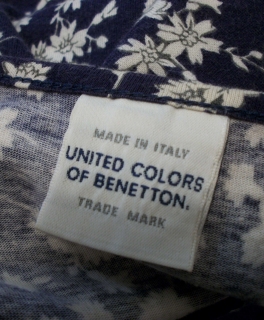 MADE IN ITALY
UNITED COLORS
OF BENETTON.
TRADE MARK